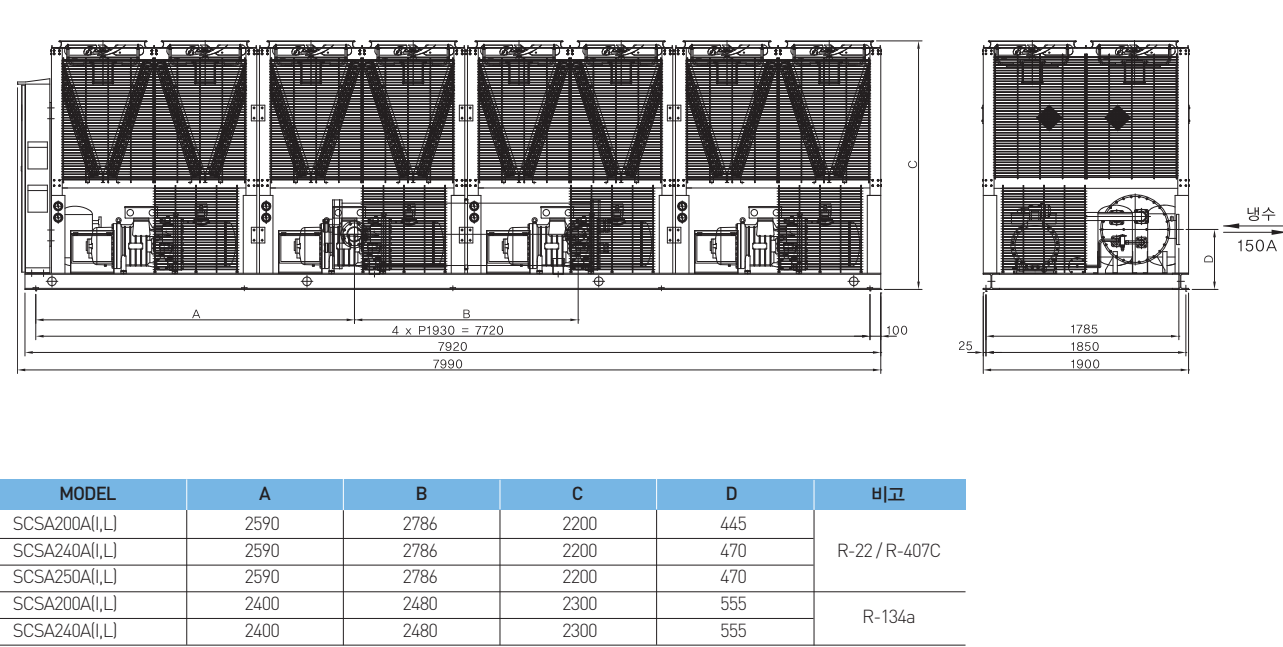 C
냉수
150A
D
A
B
4 x P1930 = 7720
100
7920
7990
1785
25
1850
1900
MODEL A B C D 비고
SCSA200A(I,L) 2590 2786 2200 445
SCSA240A(I,L) 2590 2786 2200 470 R-22 / R-407C
SCSA250A(I,L) 2590 2786 2200 470
SCSA200A(I,L) 2400 2480 2300 555 R-134a
SCSA240A(I,L) 2400 2480 2300 555